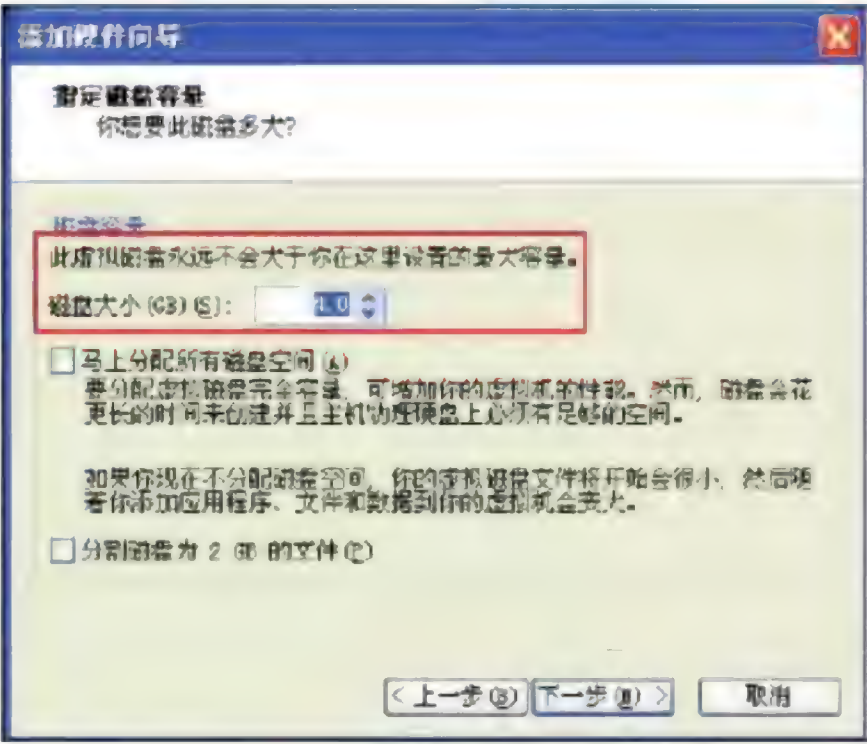 添加硬件向导
指定磁盘容量
你想要此磁盘多大?
磁盘容量
此虚拟磁盘永远不会大于你在这里设置的最大容量。
磁盘大小(GB)(S):
马上分配所有磁盘空间(A)
要分配虚拟磁盘完全容量，可增加你的虚拟机的性能。然而，磁盘会花
更长的时间来创建并且主机物理硬盘上必须有足够的空间。
如果你现在不分配磁盘空间，你的虚拟磁盘文件将开始会很小，然后随
着你添加应用程序、文件和数据到你的虚拟机会变大。
分割磁盘为 2 GB 的文件(P)
< 上一步(B)
下一步(N) >
取消